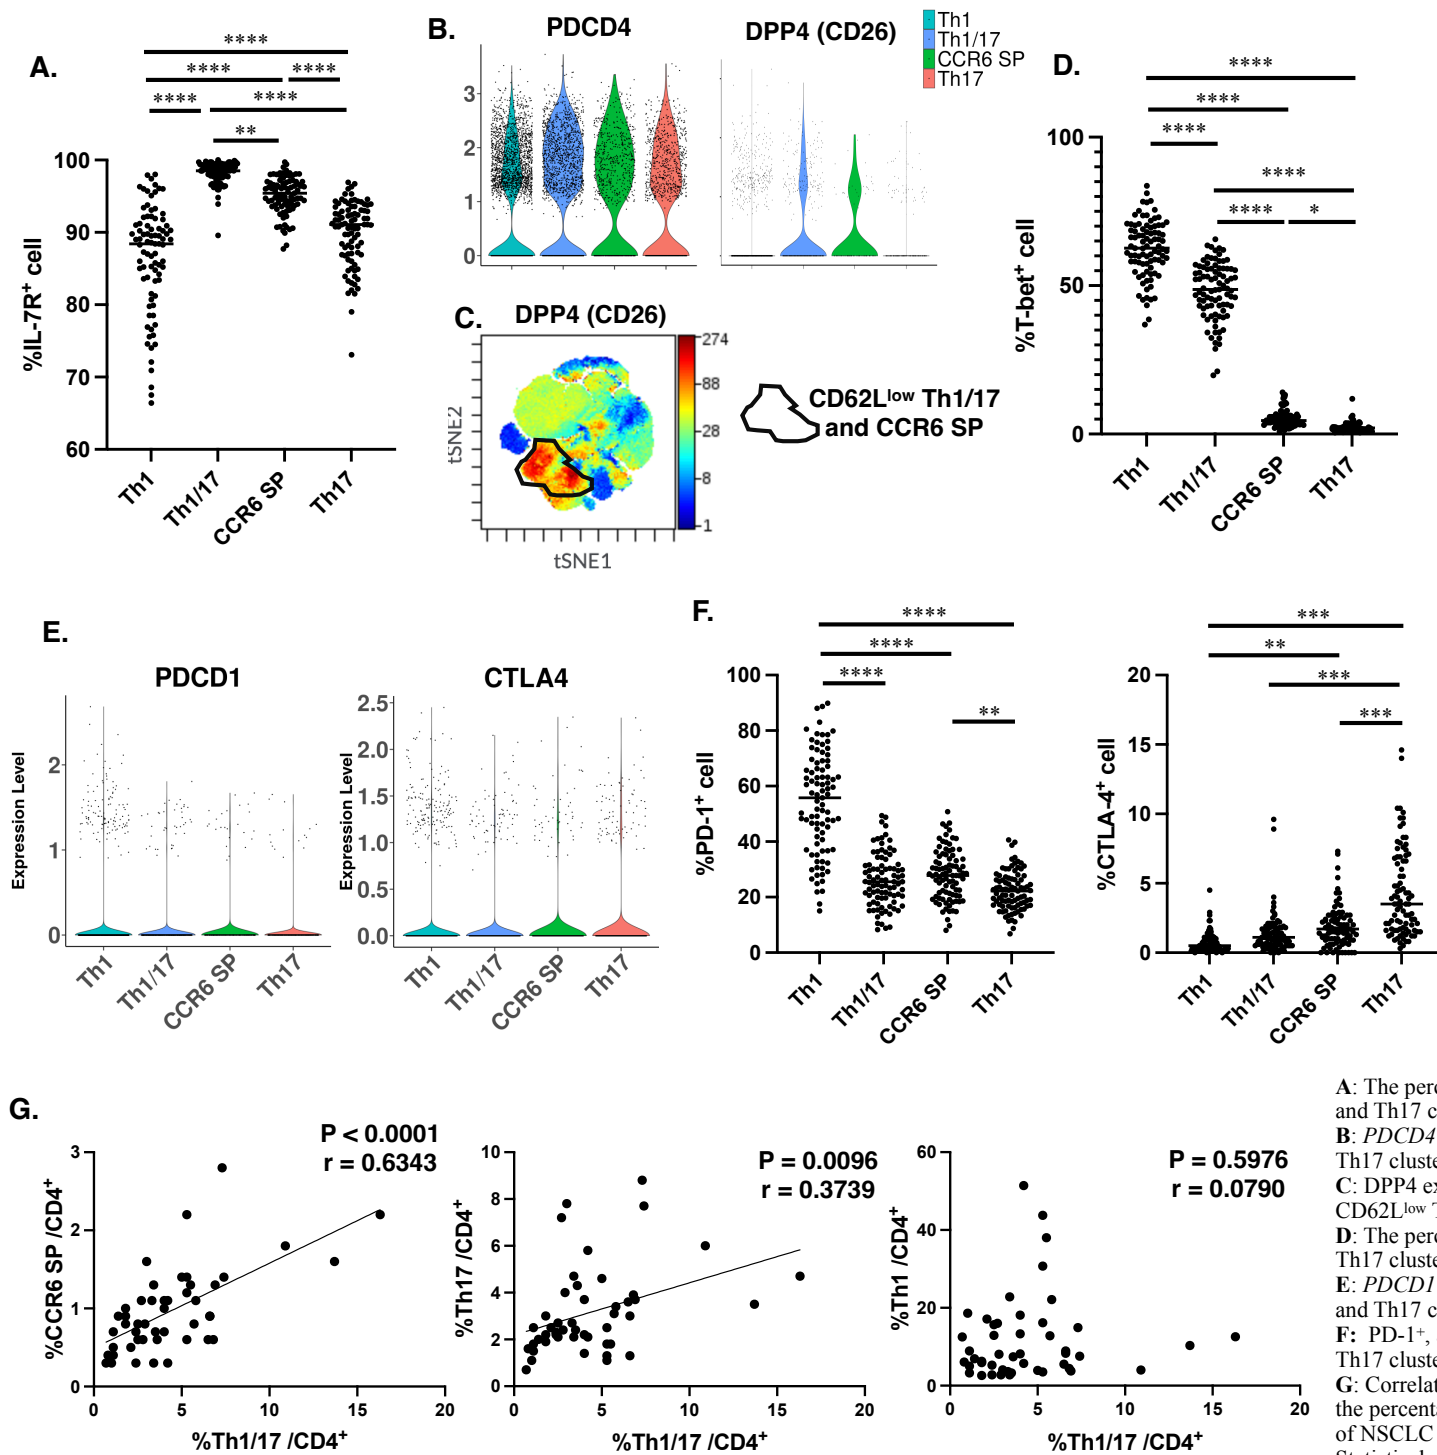 A.
****
****
****
****
****
**
%IL-7R⁺ cell
100
90
80
70
60
Th1
Th1/17
CCR6 SP
Th17
B.
PDCD4
DPP4 (CD26)
Th1
Th1/17
CCR6 SP
Th17
3
2
1
0
C.
DPP4 (CD26)
tSNE2
tSNE1
274
88
28
8
1
CD62Lˡᵒʷ Th1/17
and CCR6 SP
D.
****
****
****
****
****
*
%T-bet⁺ cell
100
50
0
Th1
Th1/17
CCR6 SP
Th17
E.
PDCD1
Expression Level
2
1
0
Th1
Th1/17
CCR6 SP
Th17
CTLA4
Expression Level
2.5
2.0
1.5
1.0
0.5
0.0
Th1
Th1/17
CCR6 SP
Th17
F.
****
****
****
**
%PD-1⁺ cell
100
80
60
40
20
0
Th1
Th1/17
CCR6 SP
Th17
***
**
***
***
%CTLA-4⁺ cell
20
15
10
5
0
Th1
Th1/17
CCR6 SP
Th17
G.
P < 0.0001
r = 0.6343
%CCR6 SP /CD4⁺
3
2
1
0
0 5 10 15 20
%Th1/17 /CD4⁺
P = 0.0096
r = 0.3739
%Th17 /CD4⁺
10
8
6
4
2
0
0 5 10 15 20
%Th1/17 /CD4⁺
P = 0.5976
r = 0.0790
%Th1 /CD4⁺
60
40
20
0
0 5 10 15 20
%Th1/17 /CD4⁺
A: The perc
and Th17 c
B: PDCD4
Th17 cluste
C: DPP4 ex
CD62Lˡᵒʷ T
D: The perc
Th17 cluste
E: PDCD1
and Th17 c
F: PD-1⁺,
Th17 cluste
G: Correlat
the percenta
of NSCLC